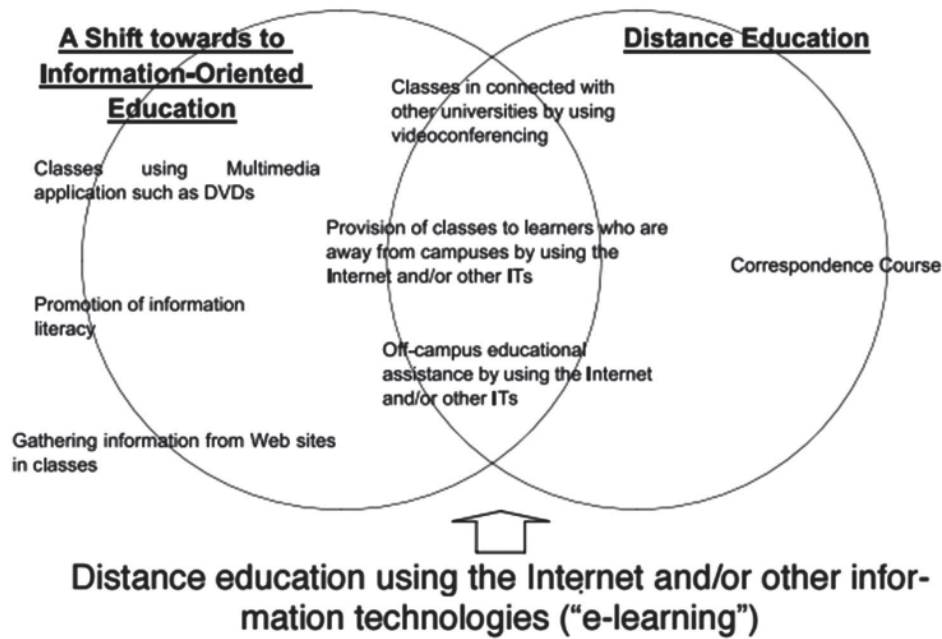 A Shift towards to
Information-Oriented
Education
Classes using Multimedia
application such as DVDs
Promotion of information
literacy
Gathering information from Web sites
in classes
Classes in connected with
other universities by using
videoconferencing
Provision of classes to learners who are
away from campuses by using the
Internet and/or other ITs
Off-campus educational
assistance by using the Internet
and/or other ITs
Distance Education
Correspondence Course
Distance education using the Internet and/or other infor-
mation technologies (“e-learning”)